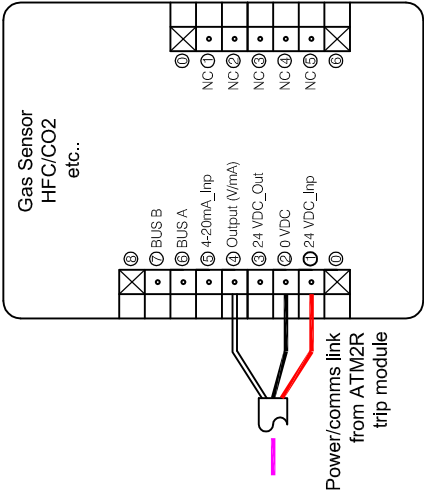 Gas Sensor
HFC/CO2
etc..
0
NC 1
NC 2
NC 3
NC 4
NC 5
6
8
7 BUS B
6 BUS A
5 4-20mA_Inp
4 Output (V/mA)
3 24 VDC_Out
2 0 VDC
1 24 VDC_Inp
0
Power/comms link
from ATM2R
trip module